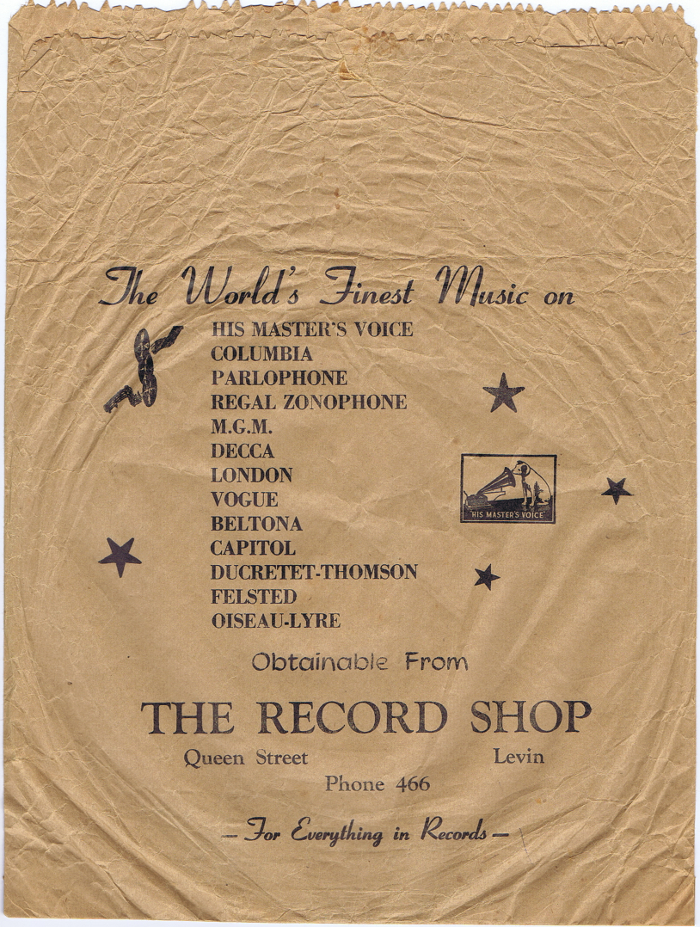 The World's Finest Music on
HIS MASTER'S VOICE
COLUMBIA
PARLOPHONE
REGAL ZONOPHONE
M.G.M.
DECCA
LONDON
VOGUE
BELTONA
CAPITOL
DUCRETET-THOMSON
FELSTED
OISEAU-LYRE
"HIS MASTER'S VOICE"
Obtainable From
THE RECORD SHOP
Queen Street Levin
Phone 466
— For Everything in Records —